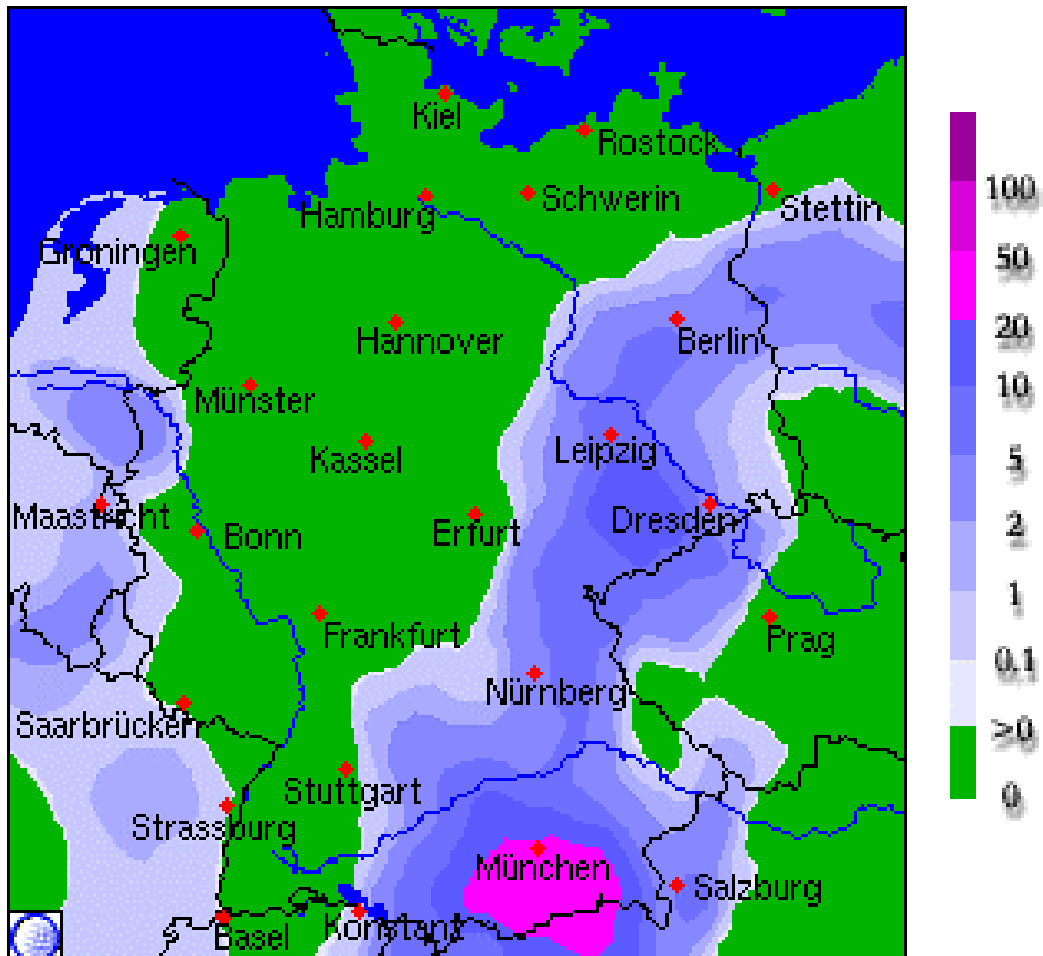 Kiel
Rostock
Schwerin
Hamburg
Stettin
Groningen
Hannover
Berlin
Münster
Leipzig
Kassel
Maastricht
Bonn
Erfurt
Dresden
Frankfurt
Prag
Nürnberg
Saarbrücken
Stuttgart
Strassburg
München
Salzburg
Basel
Konstanz
100
50
20
10
5
2
1
0.1
>0
0